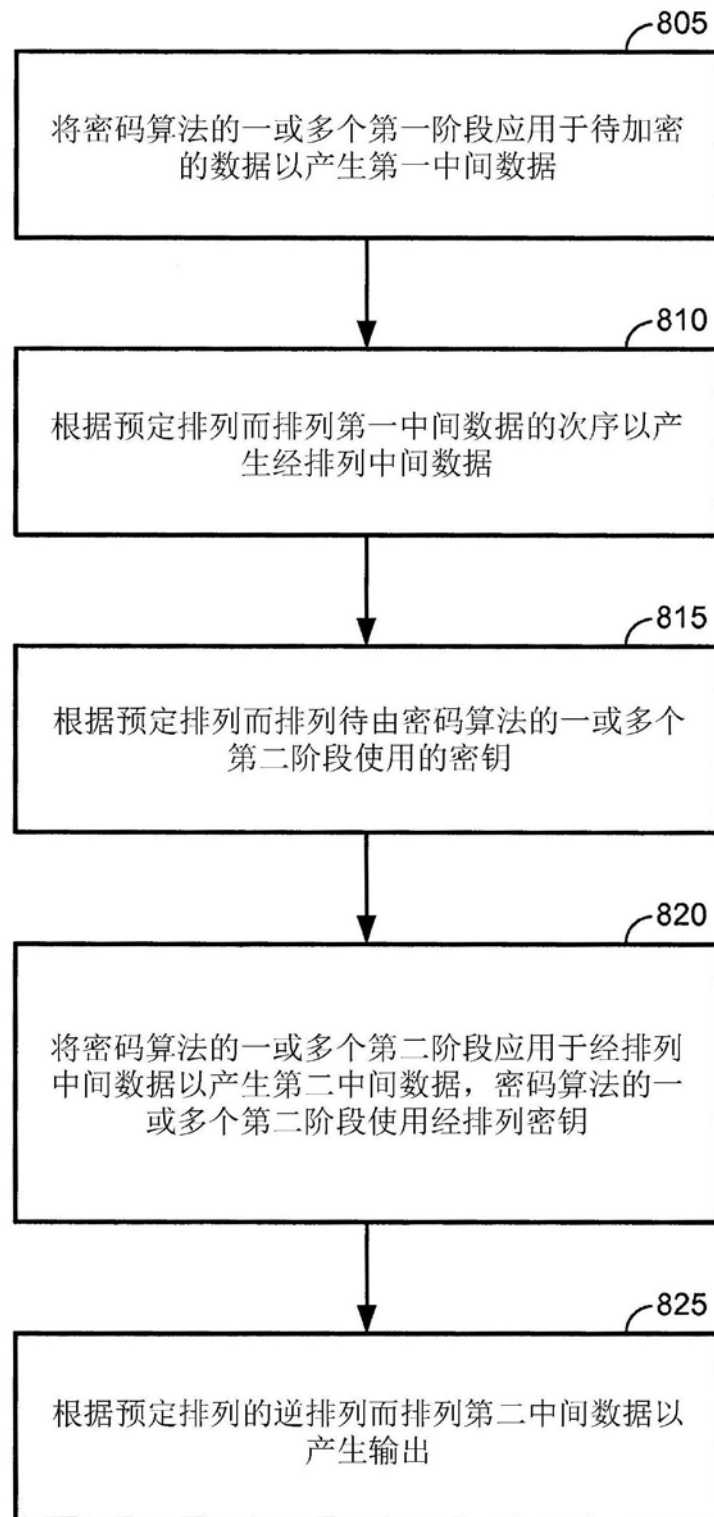 805
将密码算法的一或多个第一阶段应用于待加密
的数据以产生第一中间数据
810
根据预定排列而排列第一中间数据的次序以产
生经排列中间数据
815
根据预定排列而排列待由密码算法的一或多个
第二阶段使用的密钥
820
将密码算法的一或多个第二阶段应用于经排列
中间数据以产生第二中间数据，密码算法的一
或多个第二阶段使用经排列密钥
825
根据预定排列的逆排列而排列第二中间数据以
产生输出